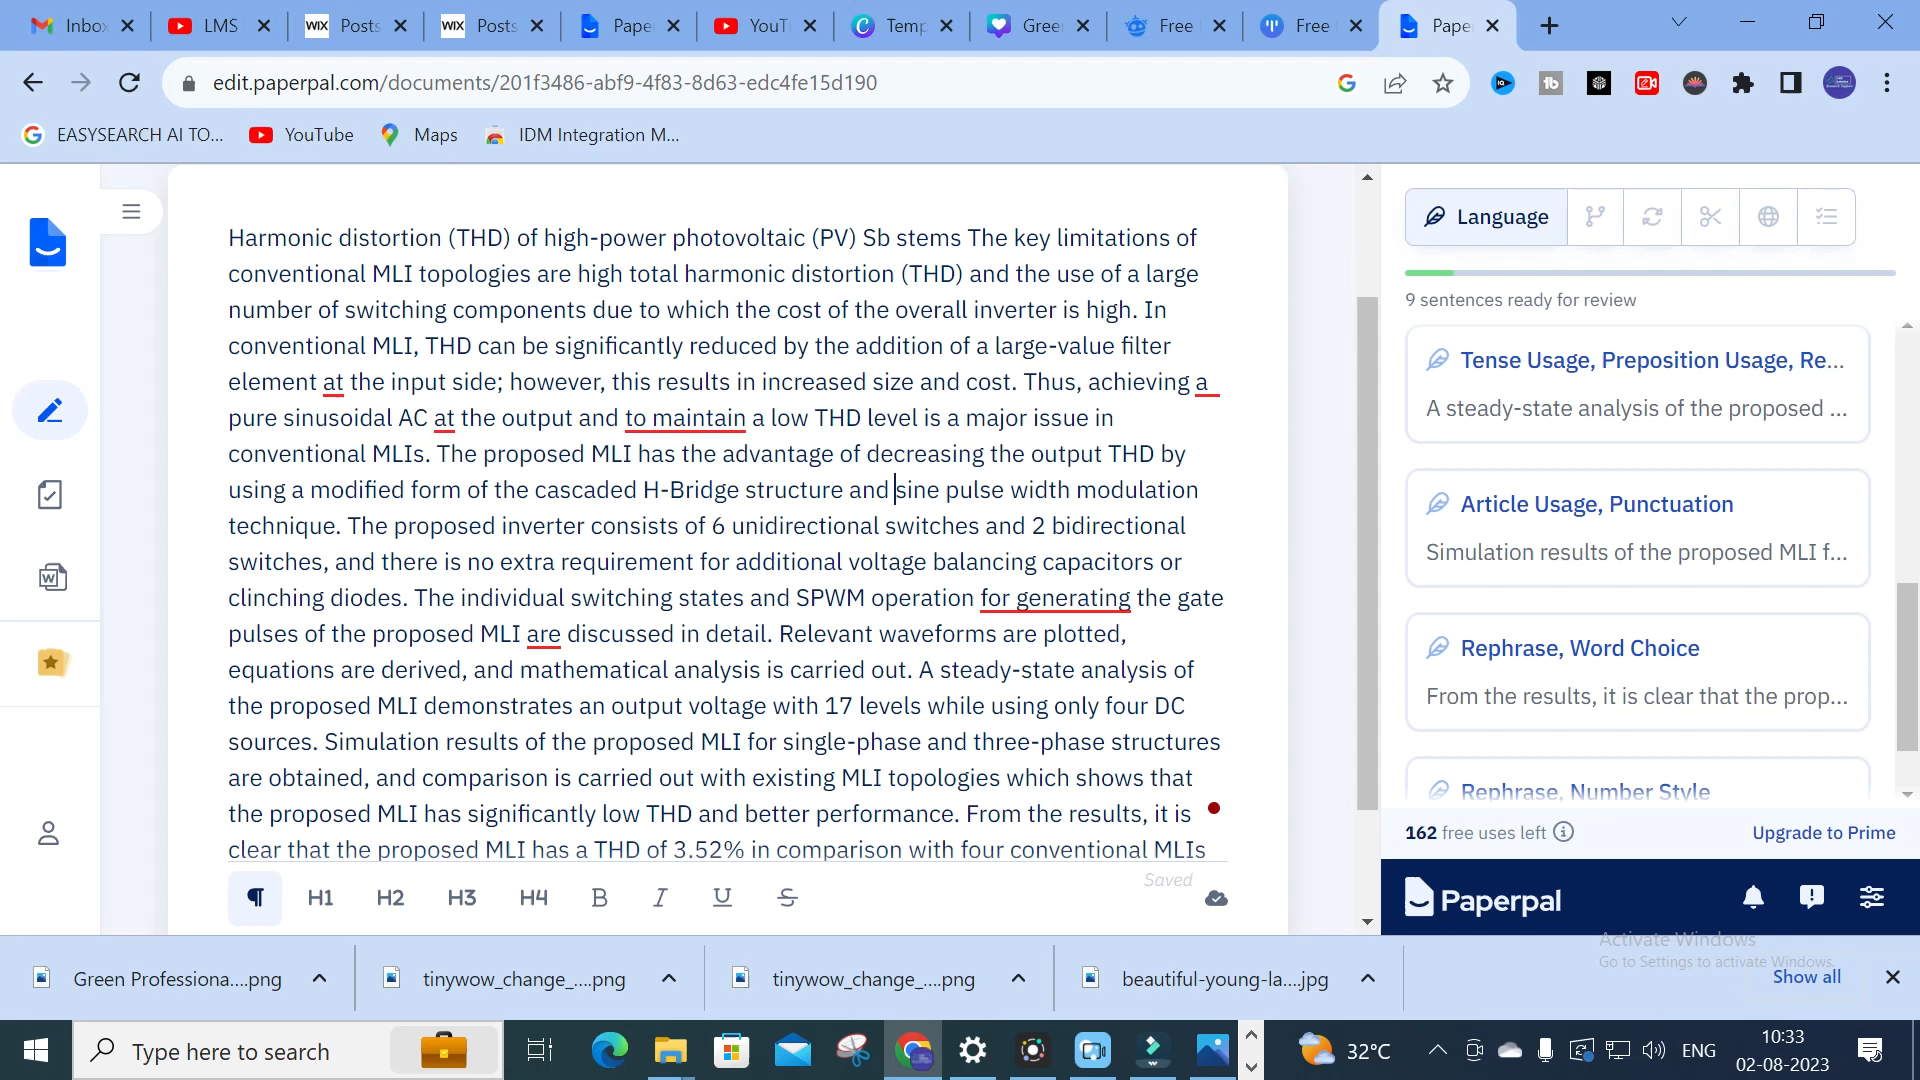 Inbo
LMS
WIX Posts
WIX Posts
Pape
YouT
Temp
Gree
Free
Free
Pape
edit.paperpal.com/documents/201f3486-abf9-4f83-8d63-edc4fe15d190
EASYSEARCH AI TO...
YouTube
Maps
IDM Integration M...
Harmonic distortion (THD) of high-power photovoltaic (PV) Sb stems The key limitations of
conventional MLI topologies are high total harmonic distortion (THD) and the use of a large
number of switching components due to which the cost of the overall inverter is high. In
conventional MLI, THD can be significantly reduced by the addition of a large-value filter
element at the input side; however, this results in increased size and cost. Thus, achieving a
pure sinusoidal AC at the output and to maintain a low THD level is a major issue in
conventional MLIs. The proposed MLI has the advantage of decreasing the output THD by
using a modified form of the cascaded H-Bridge structure and sine pulse width modulation
technique. The proposed inverter consists of 6 unidirectional switches and 2 bidirectional
switches, and there is no extra requirement for additional voltage balancing capacitors or
clinching diodes. The individual switching states and SPWM operation for generating the gate
pulses of the proposed MLI are discussed in detail. Relevant waveforms are plotted,
equations are derived, and mathematical analysis is carried out. A steady-state analysis of
the proposed MLI demonstrates an output voltage with 17 levels while using only four DC
sources. Simulation results of the proposed MLI for single-phase and three-phase structures
are obtained, and comparison is carried out with existing MLI topologies which shows that
the proposed MLI has significantly low THD and better performance. From the results, it is
clear that the proposed MLI has a THD of 3.52% in comparison with four conventional MLIs
Saved
¶ H1 H2 H3 H4 B I U S
Language
9 sentences ready for review
Tense Usage, Preposition Usage, Re...
A steady-state analysis of the proposed ...
Article Usage, Punctuation
Simulation results of the proposed MLI f...
Rephrase, Word Choice
From the results, it is clear that the prop...
Rephrase, Number Style
162 free uses left
Upgrade to Prime
Paperpal
Activate Windows
Go to Settings to activate Windows.
Green Professiona....png
tinywow_change_....png
tinywow_change_....png
beautiful-young-la....jpg
Show all
Type here to search
32°C
ENG
10:33
02-08-2023